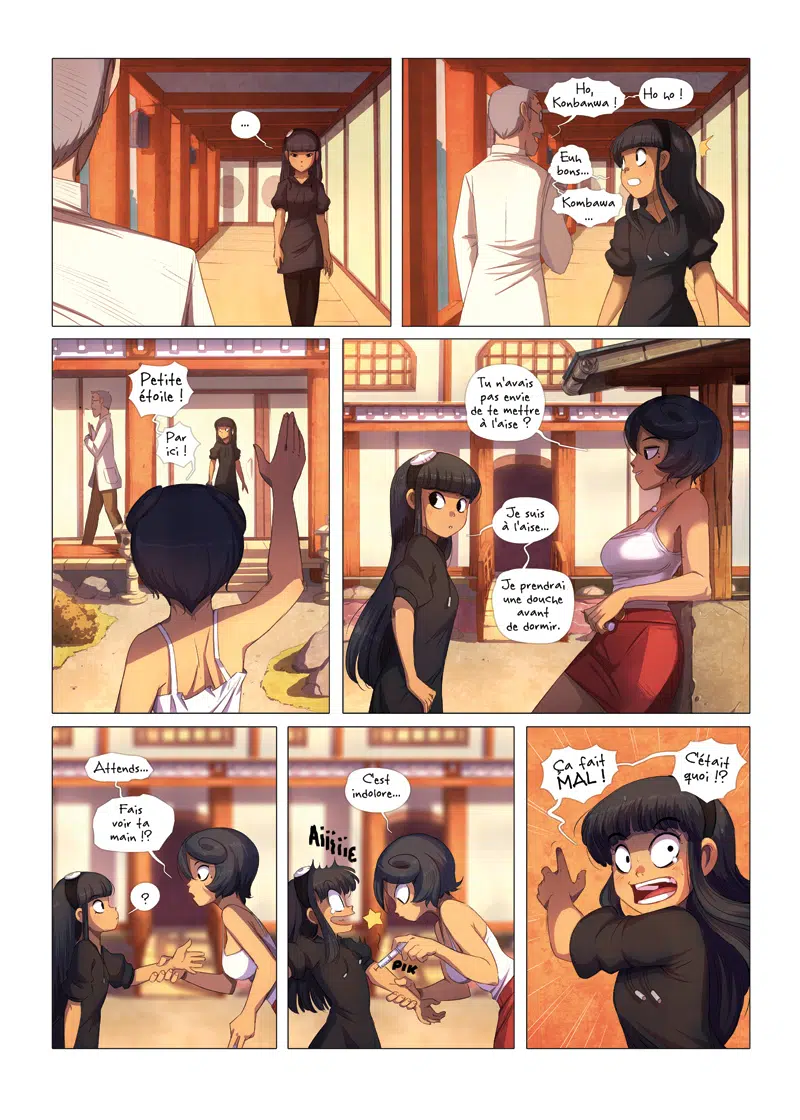 ...
Ho,
Konbanwa !
Ho ho !
Euh
bons...
Kombawa
...
Petite
étoile !
Par
ici !
Tu n'avais
pas envie
de te mettre
à l'aise ?
Je suis
à l'aise...
Je prendrai
une douche
avant
de dormir.
Attends...
Fais
voir ta
main !?
?
C'est
indolore...
Aiiiiie
PIK
Ça fait
MAL !
C'était
quoi !?